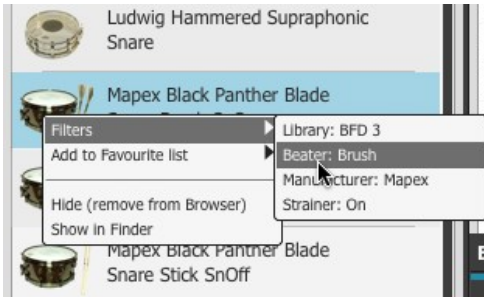 Ludwig Hammered Supraphonic
Snare
Mapex Black Panther Blade
Filters
Add to Favourite list
Hide (remove from Browser)
Show in Finder
Library: BFD 3
Beater: Brush
Manufacturer: Mapex
Strainer: On
Mapex Black Panther Blade
Snare Stick SnOff